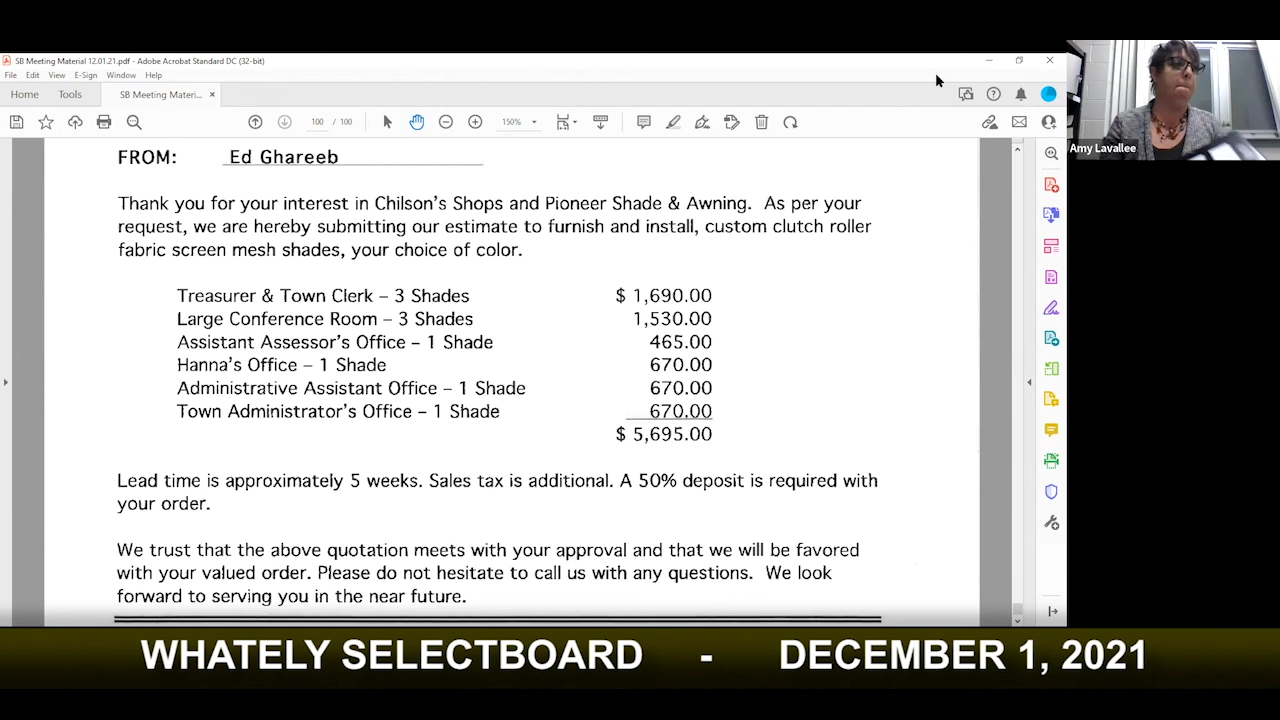 SB Meeting Material 12.01.21.pdf - Adobe Acrobat Standard DC (32-bit)
File Edit View E-Sign Window Help
Home Tools SB Meeting Materi... ×
100 / 100 150%
Amy Lavallee
FROM: Ed Ghareeb
Thank you for your interest in Chilson's Shops and Pioneer Shade & Awning. As per your
request, we are hereby submitting our estimate to furnish and install, custom clutch roller
fabric screen mesh shades, your choice of color.
Treasurer & Town Clerk – 3 Shades $ 1,690.00
Large Conference Room – 3 Shades 1,530.00
Assistant Assessor's Office – 1 Shade 465.00
Hanna's Office – 1 Shade 670.00
Administrative Assistant Office – 1 Shade 670.00
Town Administrator's Office – 1 Shade 670.00
$ 5,695.00
Lead time is approximately 5 weeks. Sales tax is additional. A 50% deposit is required with
your order.
We trust that the above quotation meets with your approval and that we will be favored
with your valued order. Please do not hesitate to call us with any questions. We look
forward to serving you in the near future.
WHATELY SELECTBOARD - DECEMBER 1, 2021